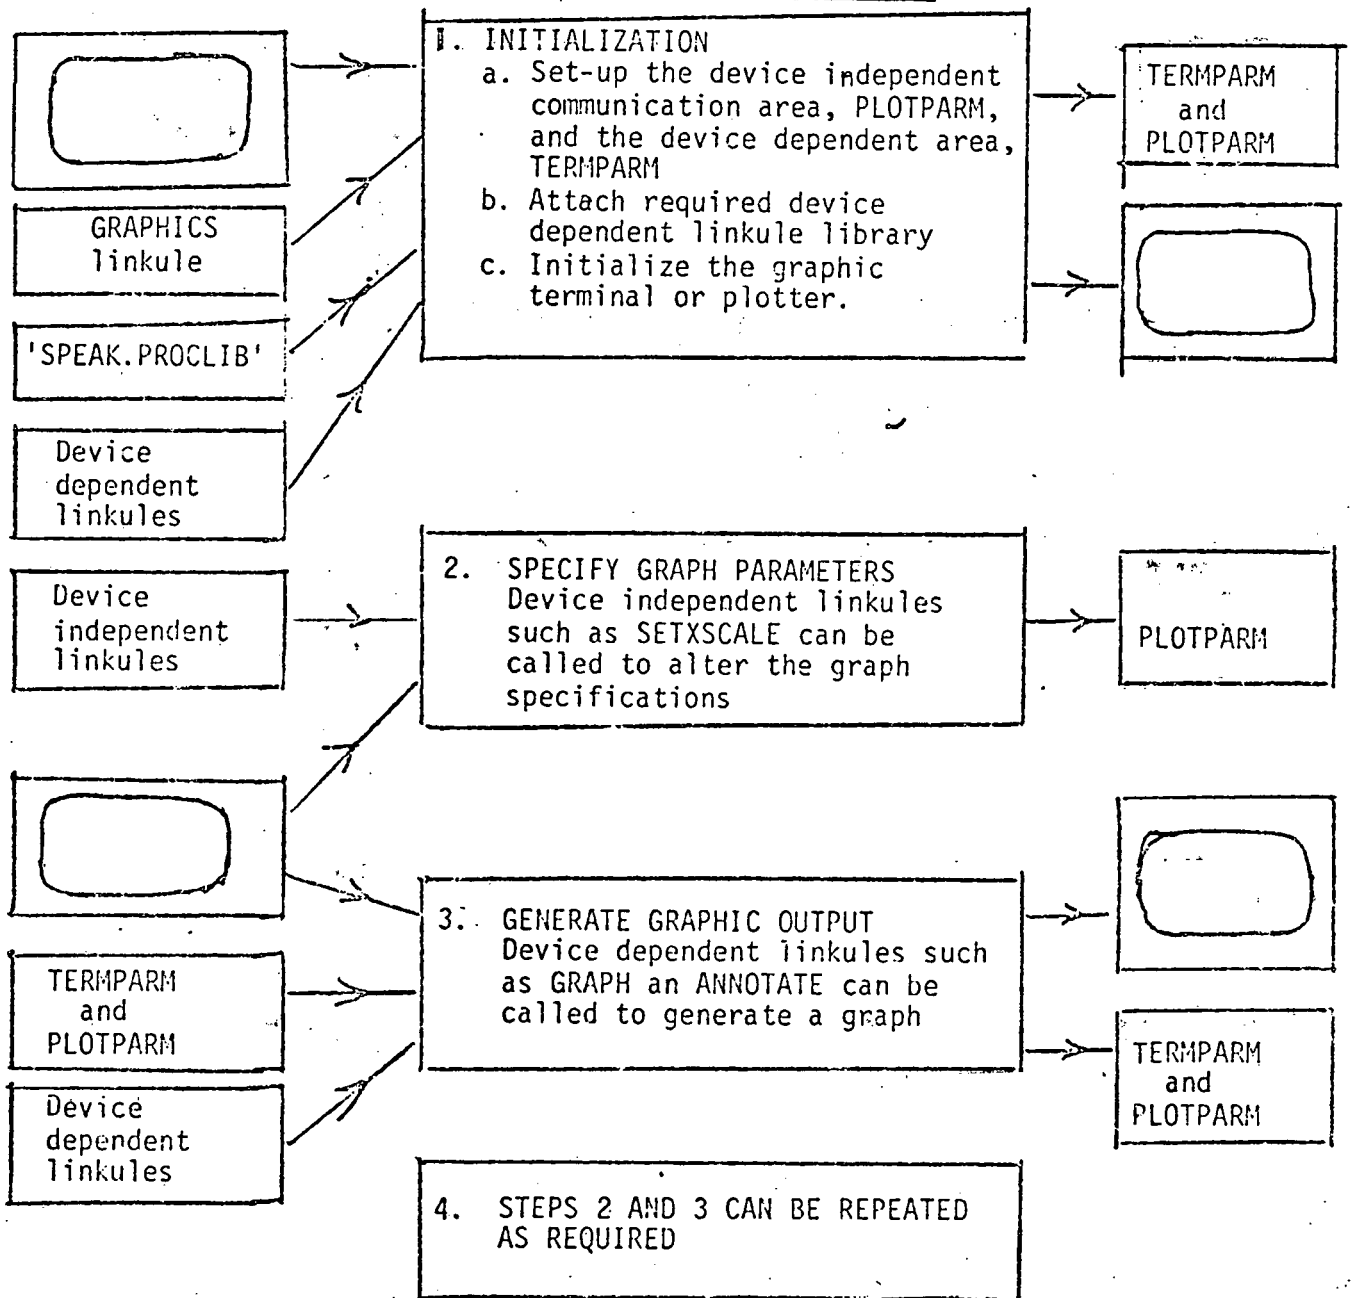 1. INITIALIZATION
a. Set-up the device independent
communication area, PLOTPARM,
and the device dependent area,
TERMPARM
b. Attach required device
dependent linkule library
c. Initialize the graphic
terminal or plotter.
GRAPHICS
linkule
'SPEAK.PROCLIB'
Device
dependent
linkules
TERMPARM
and
PLOTPARM
Device
independent
linkules
2. SPECIFY GRAPH PARAMETERS
Device independent linkules
such as SETXSCALE can be
called to alter the graph
specifications
PLOTPARM
TERMPARM
and
PLOTPARM
Device
dependent
linkules
3. GENERATE GRAPHIC OUTPUT
Device dependent linkules such
as GRAPH an ANNOTATE can be
called to generate a graph
TERMPARM
and
PLOTPARM
4. STEPS 2 AND 3 CAN BE REPEATED
AS REQUIRED